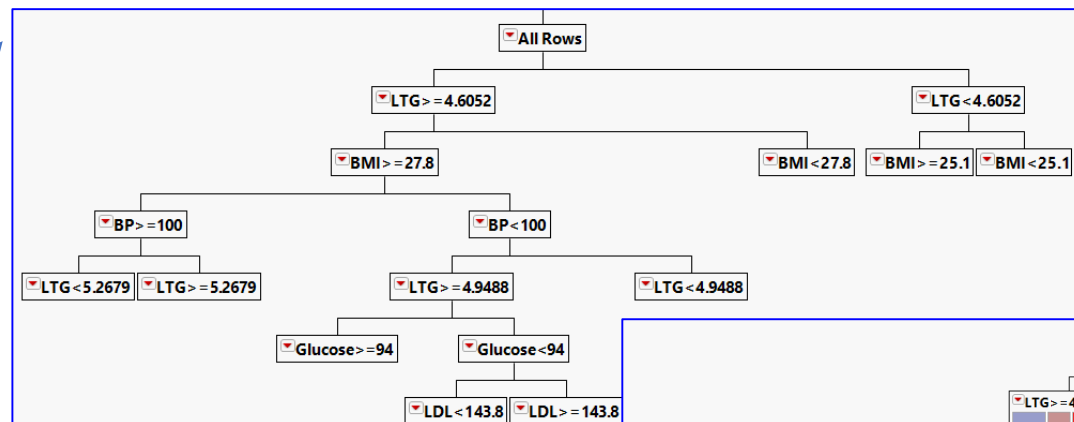 All Rows
LTG>=4.6052
LTG<4.6052
BMI>=27.8
BMI<27.8
BMI>=25.1
BMI<25.1
BP>=100
BP<100
LTG<5.2679
LTG>=5.2679
LTG>=4.9488
LTG<4.9488
Glucose>=94
Glucose<94
LDL<143.8
LDL>=143.8